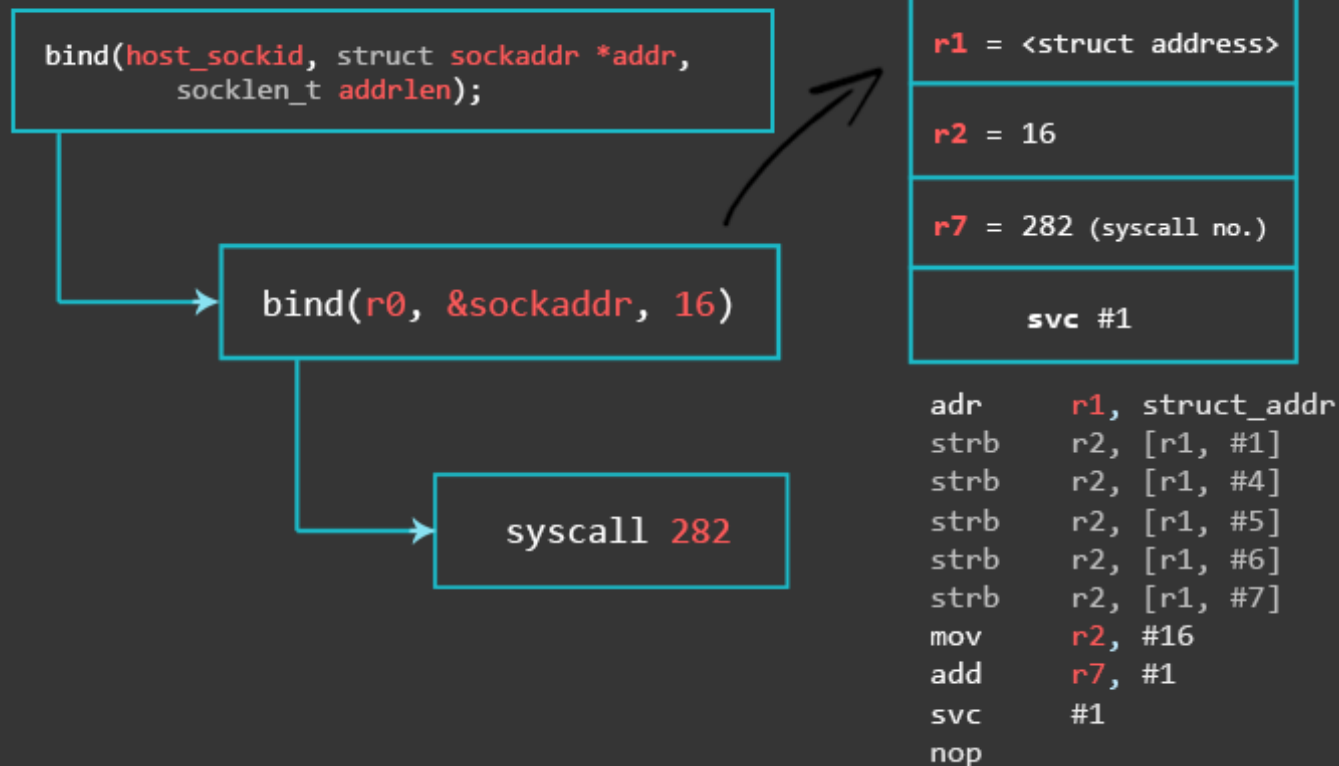 bind(host_sockid, struct sockaddr *addr,
socklen_t addrlen);
bind(r0, &sockaddr, 16)
syscall 282
r1 = <struct address>
r2 = 16
r7 = 282 (syscall no.)
svc #1
adr r1, struct_addr
strb r2, [r1, #1]
strb r2, [r1, #4]
strb r2, [r1, #5]
strb r2, [r1, #6]
strb r2, [r1, #7]
mov r2, #16
add r7, #1
svc #1
nop